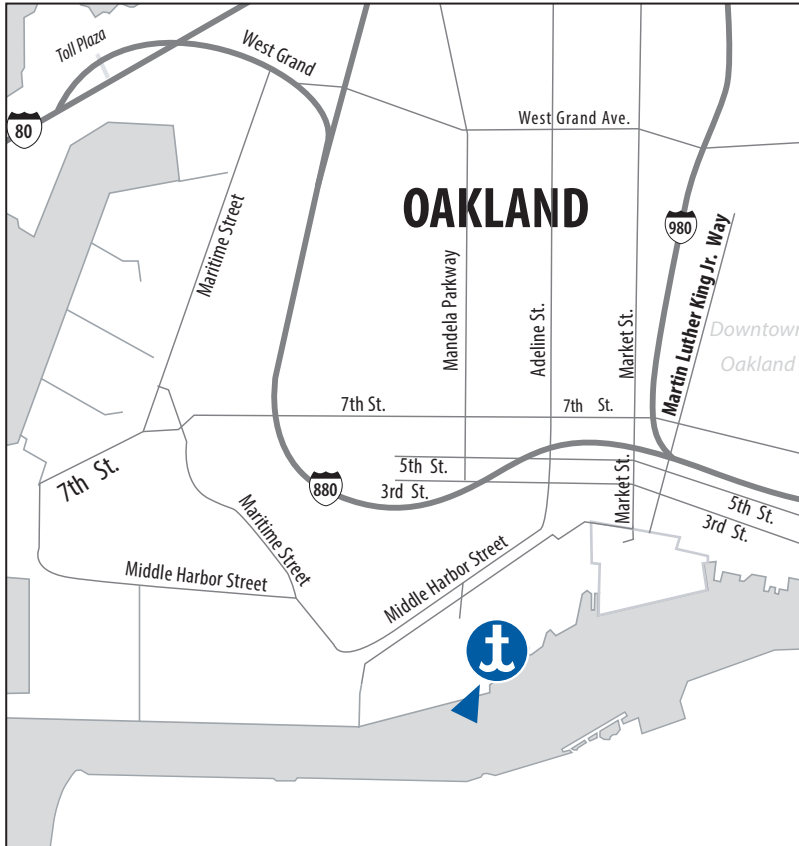 Toll Plaza
West Grand
80
West Grand Ave.
OAKLAND
980
Maritime Street
Mandela Parkway
Adeline St.
Market St.
Martin Luther King Jr. Way
Downtown
Oakland
7th St.
7th St.
7th St.
5th St.
880
3rd St.
Market St.
5th St.
3rd St.
Maritime Street
Middle Harbor Street
Middle Harbor Street